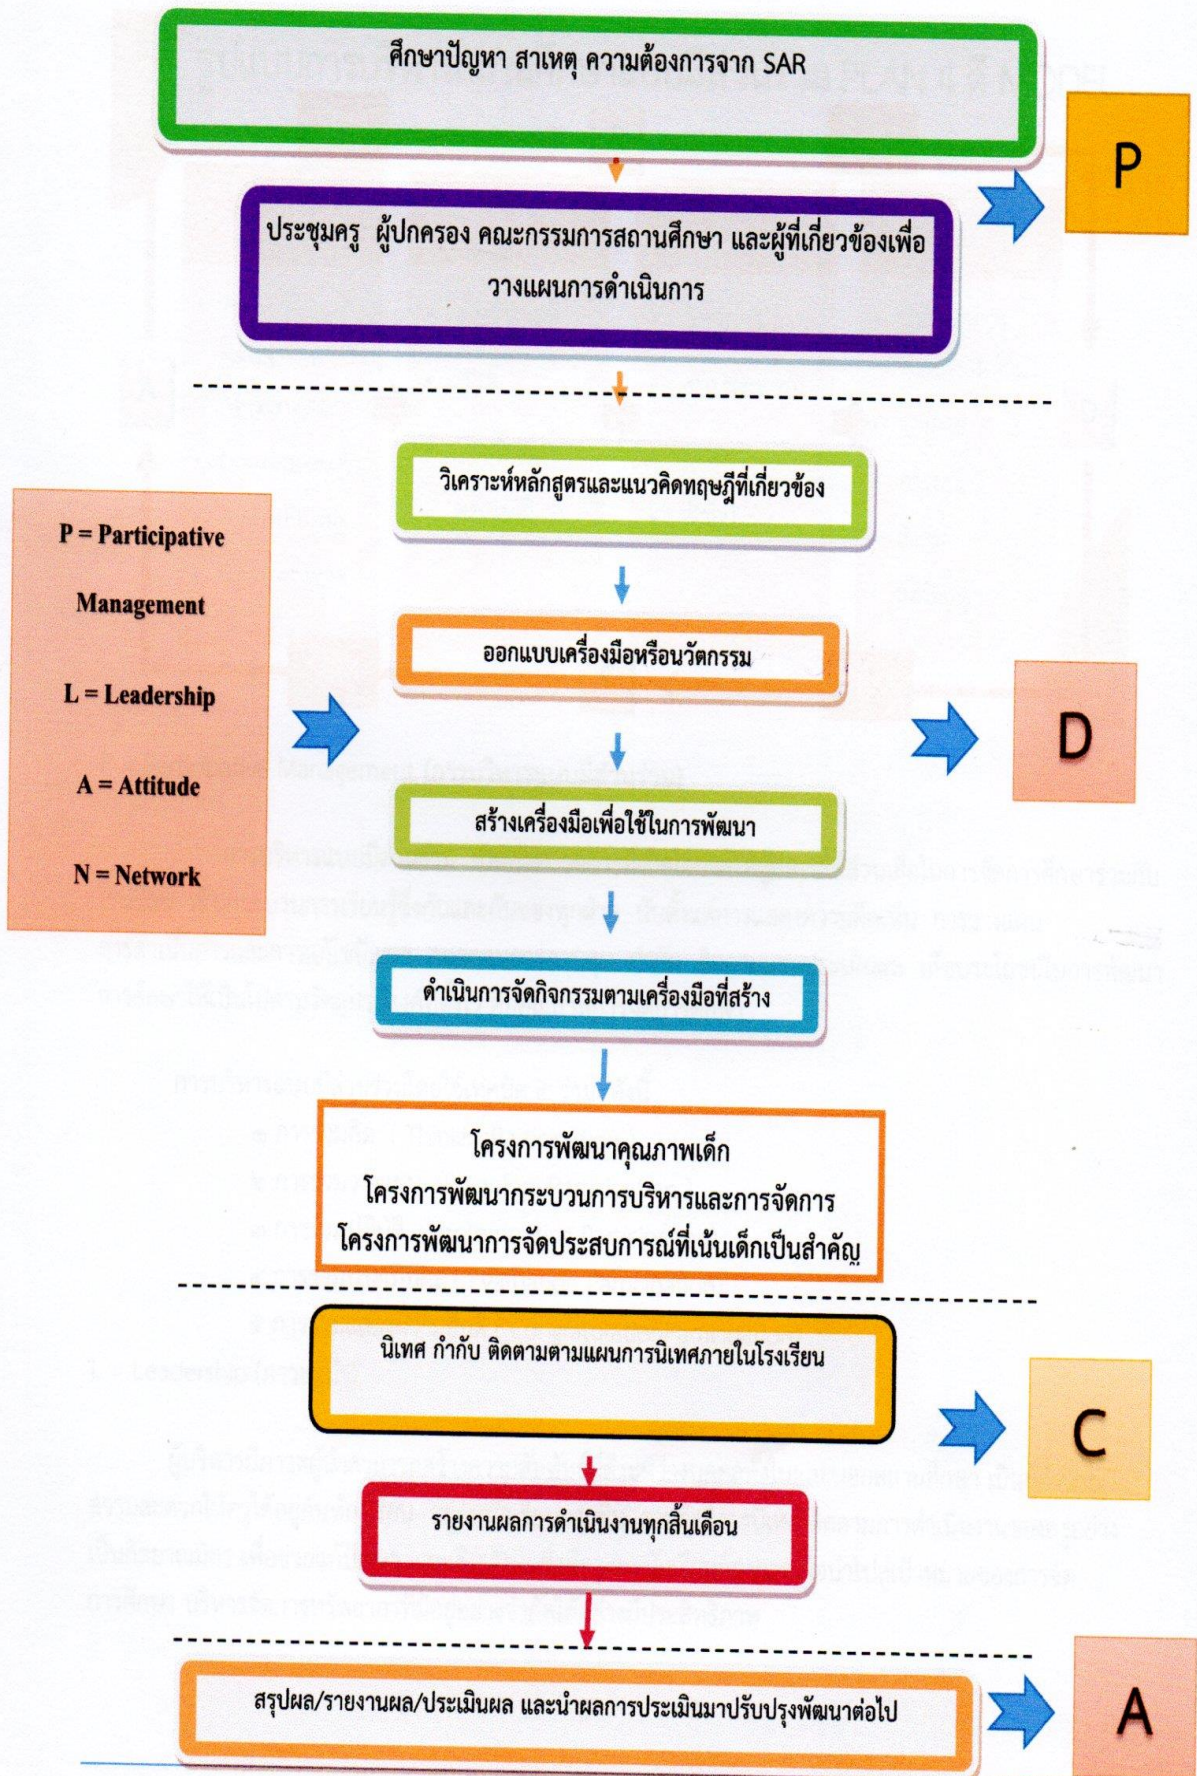 ศึกษาปัญหา สาเหตุ ความต้องการจาก SAR
P
ประชุมครู ผู้ปกครอง คณะกรรมการสถานศึกษา และผู้ที่เกี่ยวข้องเพื่อ
วางแผนการดำเนินการ
วิเคราะห์หลักสูตรและแนวคิดทฤษฎีที่เกี่ยวข้อง
P = Participative
Management
L = Leadership
A = Attitude
N = Network
ออกแบบเครื่องมือหรือนวัตกรรม
D
สร้างเครื่องมือเพื่อใช้ในการพัฒนา
ดำเนินการจัดกิจกรรมตามเครื่องมือที่สร้าง
โครงการพัฒนาคุณภาพเด็ก
โครงการพัฒนากระบวนการบริหารและการจัดการ
โครงการพัฒนาการจัดประสบการณ์ที่เน้นเด็กเป็นสำคัญ
นิเทศ กำกับ ติดตามตามแผนการนิเทศภายในโรงเรียน
C
รายงานผลการดำเนินงานทุกสิ้นเดือน
สรุปผล/รายงานผล/ประเมินผล และนำผลการประเมินมาปรับปรุงพัฒนาต่อไป
A